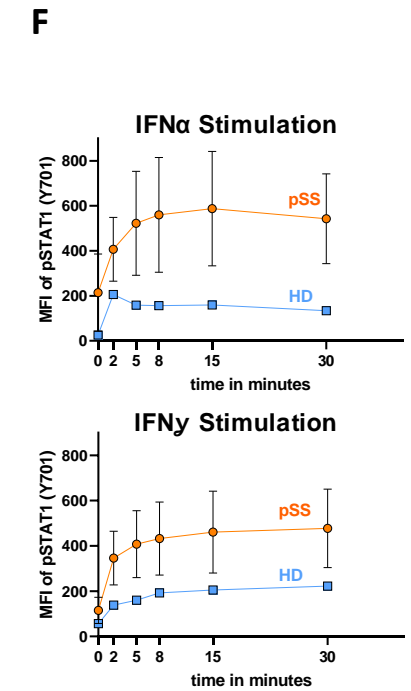 F
IFNα Stimulation
MFI of pSTAT1 (Y701)
800
600
400
200
0
pSS
HD
0 2 5 8 15 30
time in minutes
IFNy Stimulation
MFI of pSTAT1 (Y701)
800
600
400
200
0
pSS
HD
0 2 5 8 15 30
time in minutes